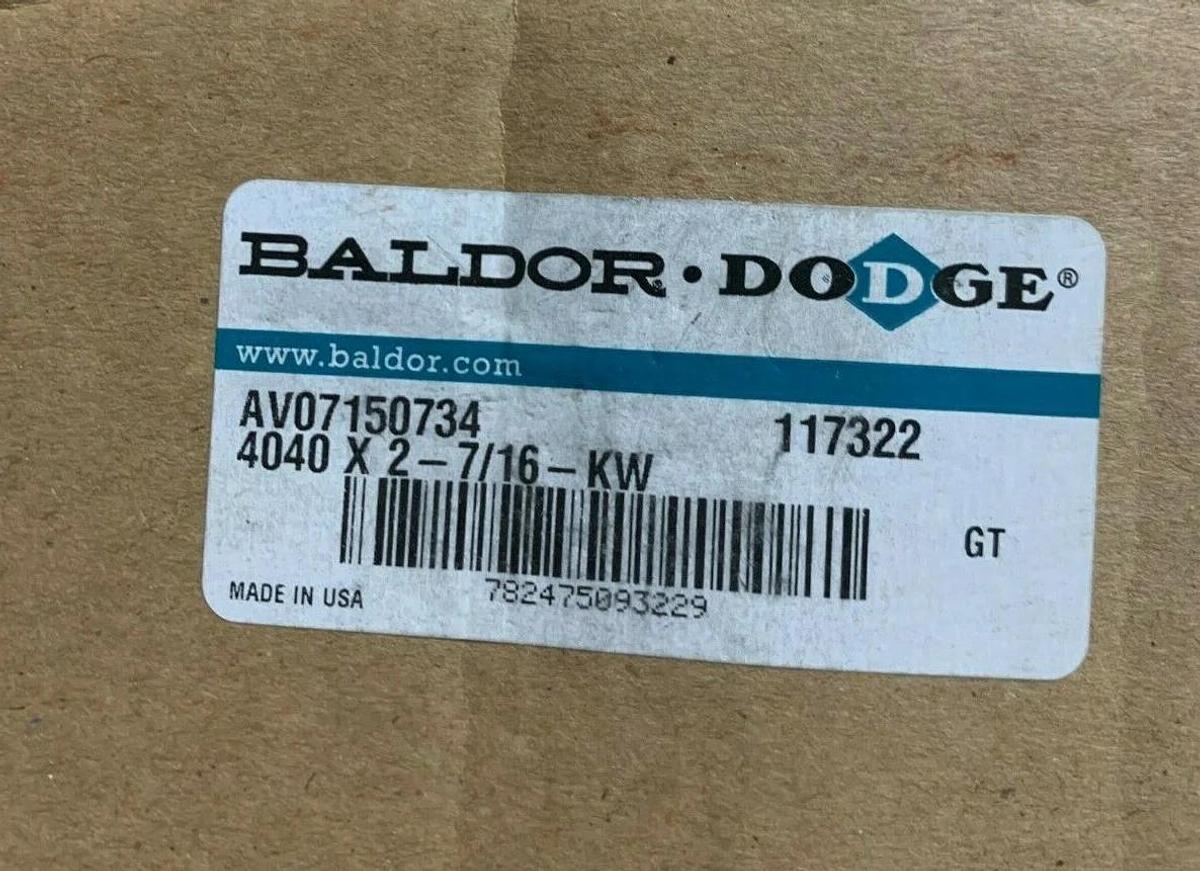 BALDOR • DODGE®
www.baldor.com
AV07150734 117322
4040 X 2-7/16-KW
GT
782475093229
MADE IN USA